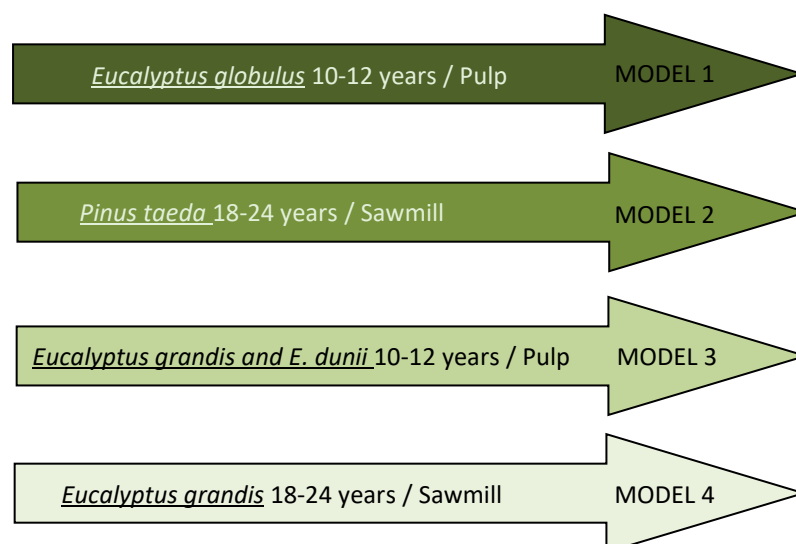 Eucalyptus globulus 10-12 years / Pulp MODEL 1
Pinus taeda 18-24 years / Sawmill MODEL 2
Eucalyptus grandis and E. dunii 10-12 years / Pulp MODEL 3
Eucalyptus grandis 18-24 years / Sawmill MODEL 4